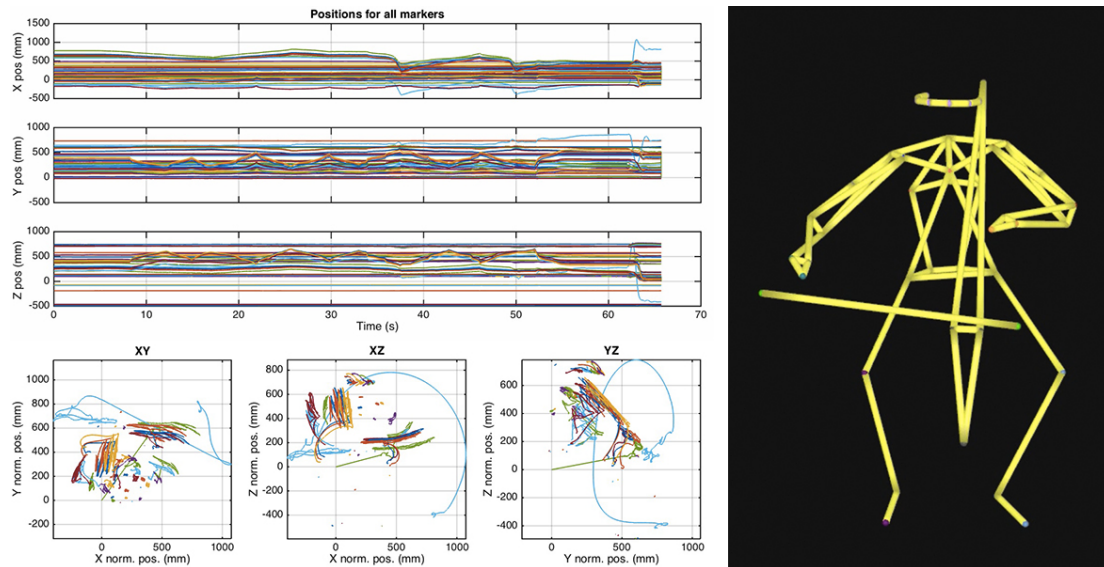 Positions for all markers
1500
1000
500
0
-500
X pos (mm)
1000
500
0
-500
Y pos (mm)
1000
500
0
-500
Z pos (mm)
0 10 20 30 40 50 60 70
Time (s)
XY
1000
800
600
400
200
0
-200
Y norm. pos. (mm)
0 500 1000
X norm. pos. (mm)
XZ
800
600
400
200
0
-200
-400
Z norm. pos. (mm)
0 500 1000
X norm. pos. (mm)
YZ
600
400
200
0
-200
-400
Z norm. pos. (mm)
0 500 1000
Y norm. pos. (mm)